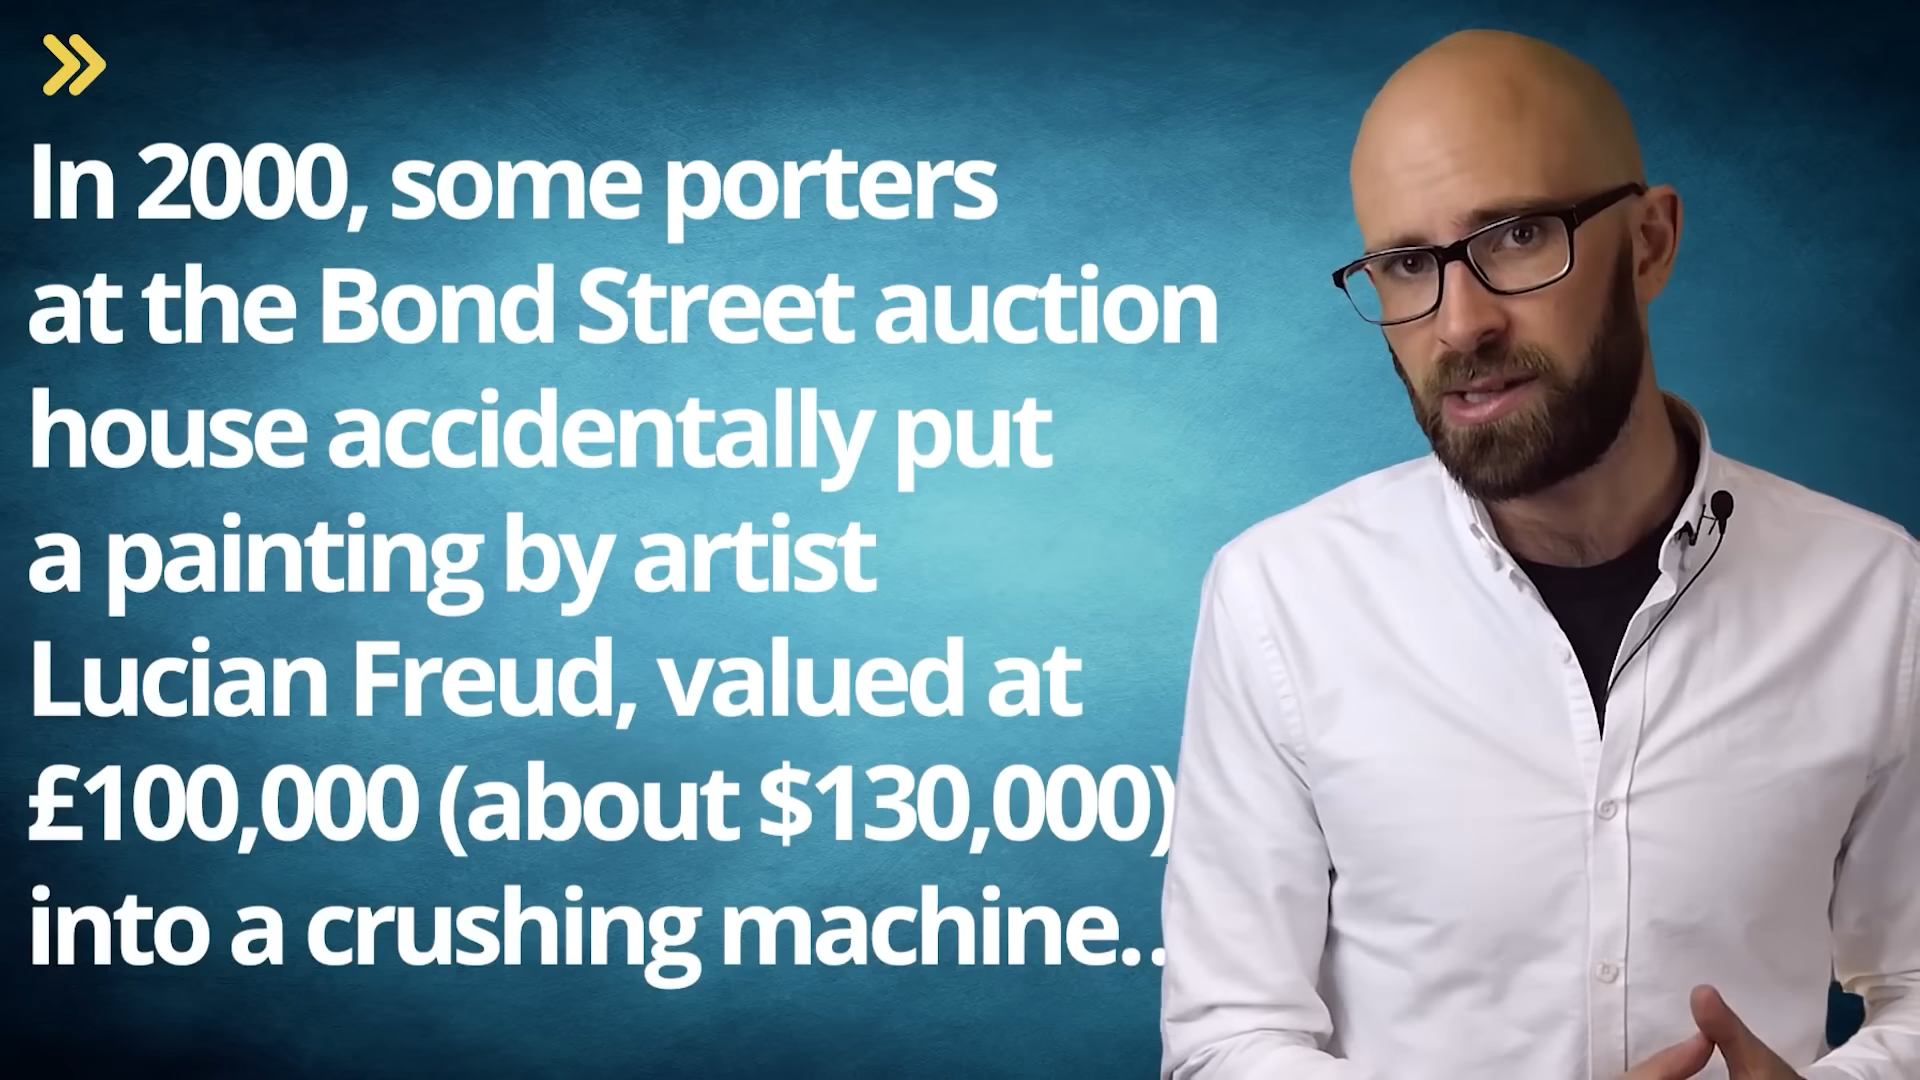 In 2000, some porters
at the Bond Street auction
house accidentally put
a painting by artist
Lucian Freud, valued at
£100,000 (about $130,000)
into a crushing machine..